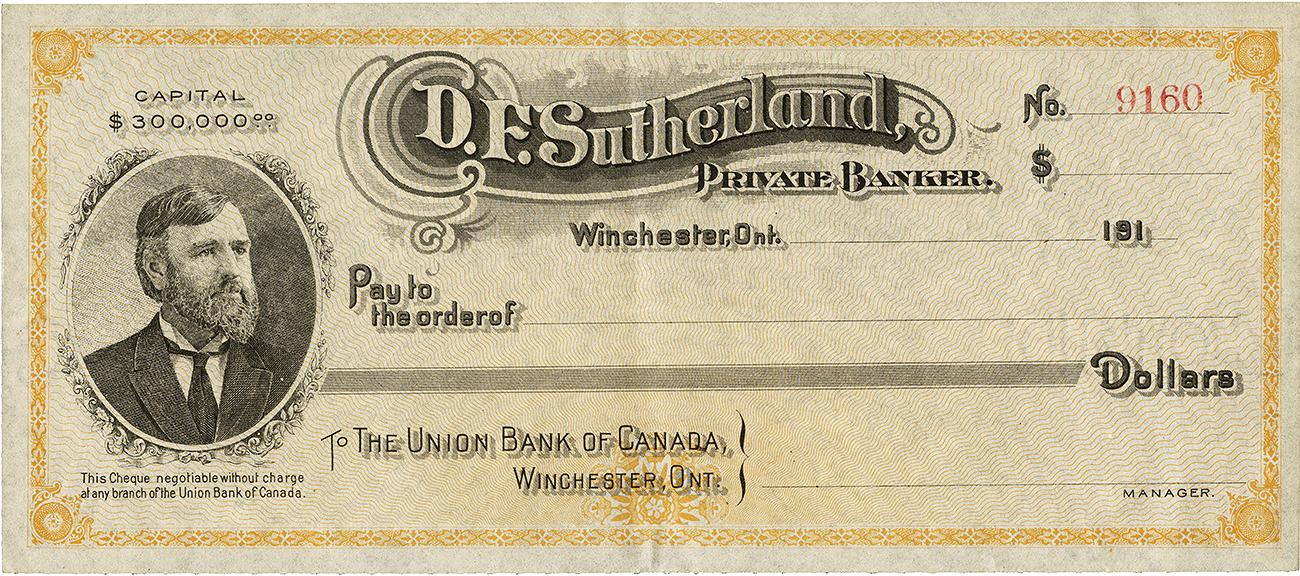 CAPITAL
$300,000.00
D. F. Sutherland,
PRIVATE BANKER.
No. 9160
$
Winchester, Ont. 191
Pay to
the order of
Dollars
To THE UNION BANK OF CANADA,
WINCHESTER, ONT.
MANAGER.
This Cheque negotiable without charge
at any branch of the Union Bank of Canada.